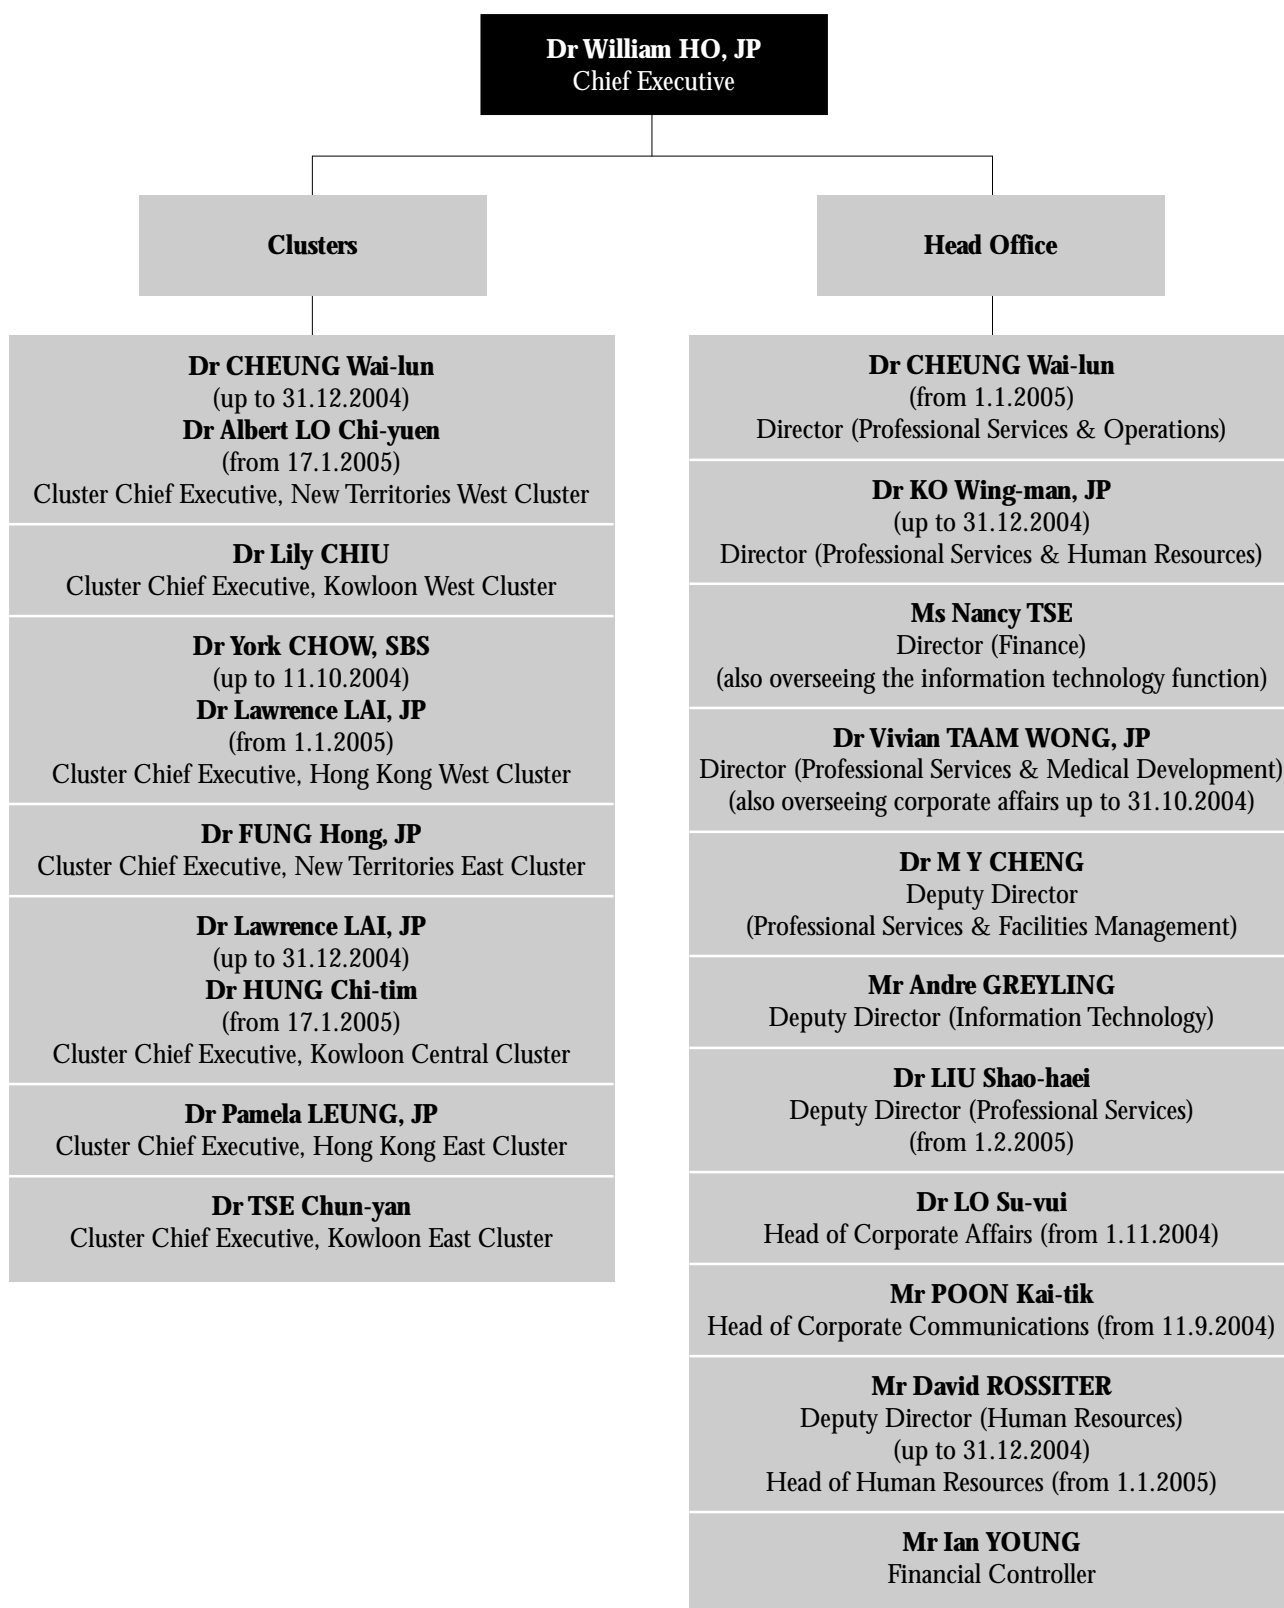 Dr William HO, JP
Chief Executive
Clusters
Dr CHEUNG Wai-lun
(up to 31.12.2004)
Dr Albert LO Chi-yuen
(from 17.1.2005)
Cluster Chief Executive, New Territories West Cluster
Dr Lily CHIU
Cluster Chief Executive, Kowloon West Cluster
Dr York CHOW, SBS
(up to 11.10.2004)
Dr Lawrence LAI, JP
(from 1.1.2005)
Cluster Chief Executive, Hong Kong West Cluster
Dr FUNG Hong, JP
Cluster Chief Executive, New Territories East Cluster
Dr Lawrence LAI, JP
(up to 31.12.2004)
Dr HUNG Chi-tim
(from 17.1.2005)
Cluster Chief Executive, Kowloon Central Cluster
Dr Pamela LEUNG, JP
Cluster Chief Executive, Hong Kong East Cluster
Dr TSE Chun-yan
Cluster Chief Executive, Kowloon East Cluster
Head Office
Dr CHEUNG Wai-lun
(from 1.1.2005)
Director (Professional Services & Operations)
Dr KO Wing-man, JP
(up to 31.12.2004)
Director (Professional Services & Human Resources)
Ms Nancy TSE
Director (Finance)
(also overseeing the information technology function)
Dr Vivian TAAM WONG, JP
Director (Professional Services & Medical Development)
(also overseeing corporate affairs up to 31.10.2004)
Dr M Y CHENG
Deputy Director
(Professional Services & Facilities Management)
Mr Andre GREYLING
Deputy Director (Information Technology)
Dr LIU Shao-haei
Deputy Director (Professional Services)
(from 1.2.2005)
Dr LO Su-vui
Head of Corporate Affairs (from 1.11.2004)
Mr POON Kai-tik
Head of Corporate Communications (from 11.9.2004)
Mr David ROSSITER
Deputy Director (Human Resources)
(up to 31.12.2004)
Head of Human Resources (from 1.1.2005)
Mr Ian YOUNG
Financial Controller